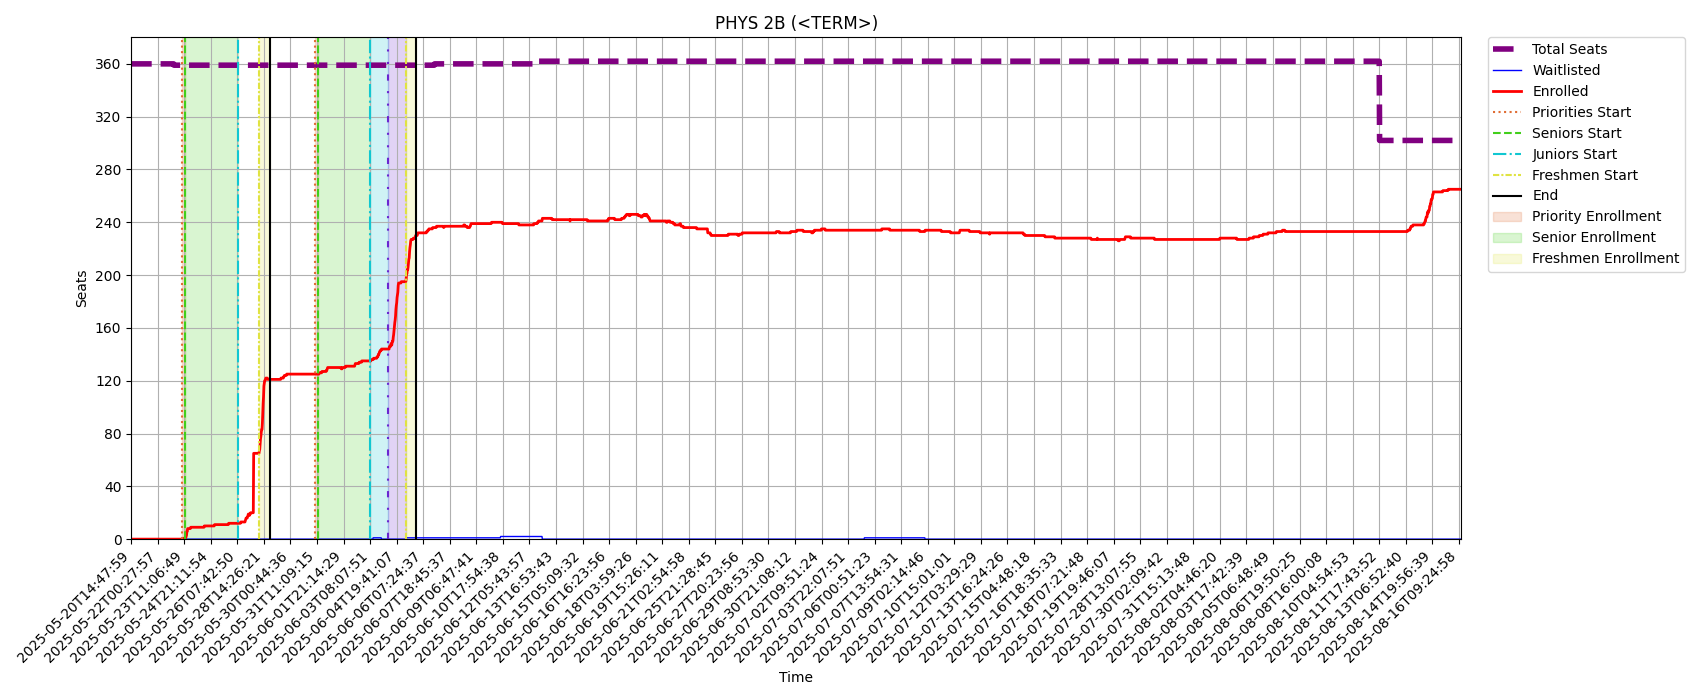 PHYS 2B (<TERM>)
Total Seats
Waitlisted
Enrolled
Priorities Start
Seniors Start
Juniors Start
Freshmen Start
End
Priority Enrollment
Senior Enrollment
Freshmen Enrollment
Seats
360
320
280
240
200
160
120
80
40
0
2025-05-20T14:47:59
2025-05-22T00:27:57
2025-05-23T11:06:49
2025-05-24T21:11:54
2025-05-26T07:42:50
2025-05-28T14:26:21
2025-05-30T00:44:36
2025-05-31T11:09:15
2025-06-01T21:14:29
2025-06-03T08:07:51
2025-06-04T19:41:07
2025-06-06T07:24:37
2025-06-07T18:45:37
2025-06-09T06:47:41
2025-06-10T17:54:38
2025-06-12T05:43:57
2025-06-13T16:53:43
2025-06-15T05:09:32
2025-06-16T16:23:56
2025-06-18T03:59:26
2025-06-19T15:26:11
2025-06-21T02:54:58
2025-06-25T21:28:45
2025-06-27T20:23:56
2025-06-29T08:53:30
2025-06-30T21:08:12
2025-07-02T09:51:24
2025-07-03T22:07:51
2025-07-06T00:51:23
2025-07-07T13:54:31
2025-07-09T02:14:46
2025-07-10T15:01:01
2025-07-12T03:29:29
2025-07-13T16:24:26
2025-07-15T04:48:18
2025-07-16T18:35:33
2025-07-18T07:21:48
2025-07-19T19:46:07
2025-07-28T13:07:55
2025-07-30T02:09:42
2025-07-31T15:13:48
2025-08-02T04:46:20
2025-08-03T17:42:39
2025-08-05T06:48:49
2025-08-06T19:50:25
2025-08-08T16:00:08
2025-08-10T04:54:53
2025-08-11T17:43:52
2025-08-13T06:52:40
2025-08-14T19:56:39
2025-08-16T09:24:58
Time